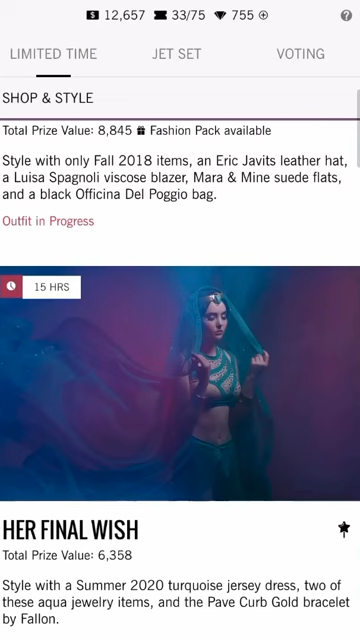 12,657 33/75 755
LIMITED TIME JET SET VOTING
SHOP & STYLE
Total Prize Value: 8,845 Fashion Pack available
Style with only Fall 2018 items, an Eric Javits leather hat,
a Luisa Spagnoli viscose blazer, Mara & Mine suede flats,
and a black Officina Del Poggio bag.
Outfit in Progress
15 HRS
HER FINAL WISH
Total Prize Value: 6,358
Style with a Summer 2020 turquoise jersey dress, two of
these aqua jewelry items, and the Pave Curb Gold bracelet
by Fallon.